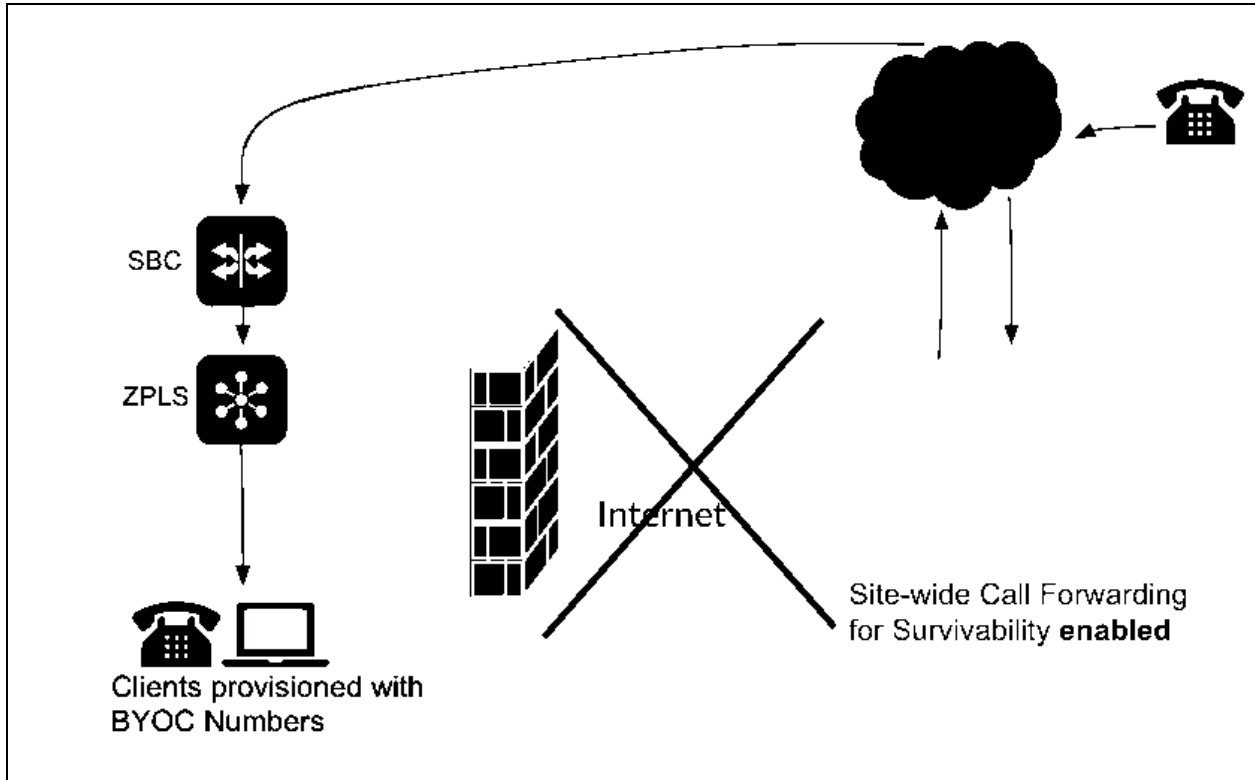 SBC
ZPLS
Internet
Site-wide Call Forwarding
for Survivability enabled
Clients provisioned with
BYOC Numbers